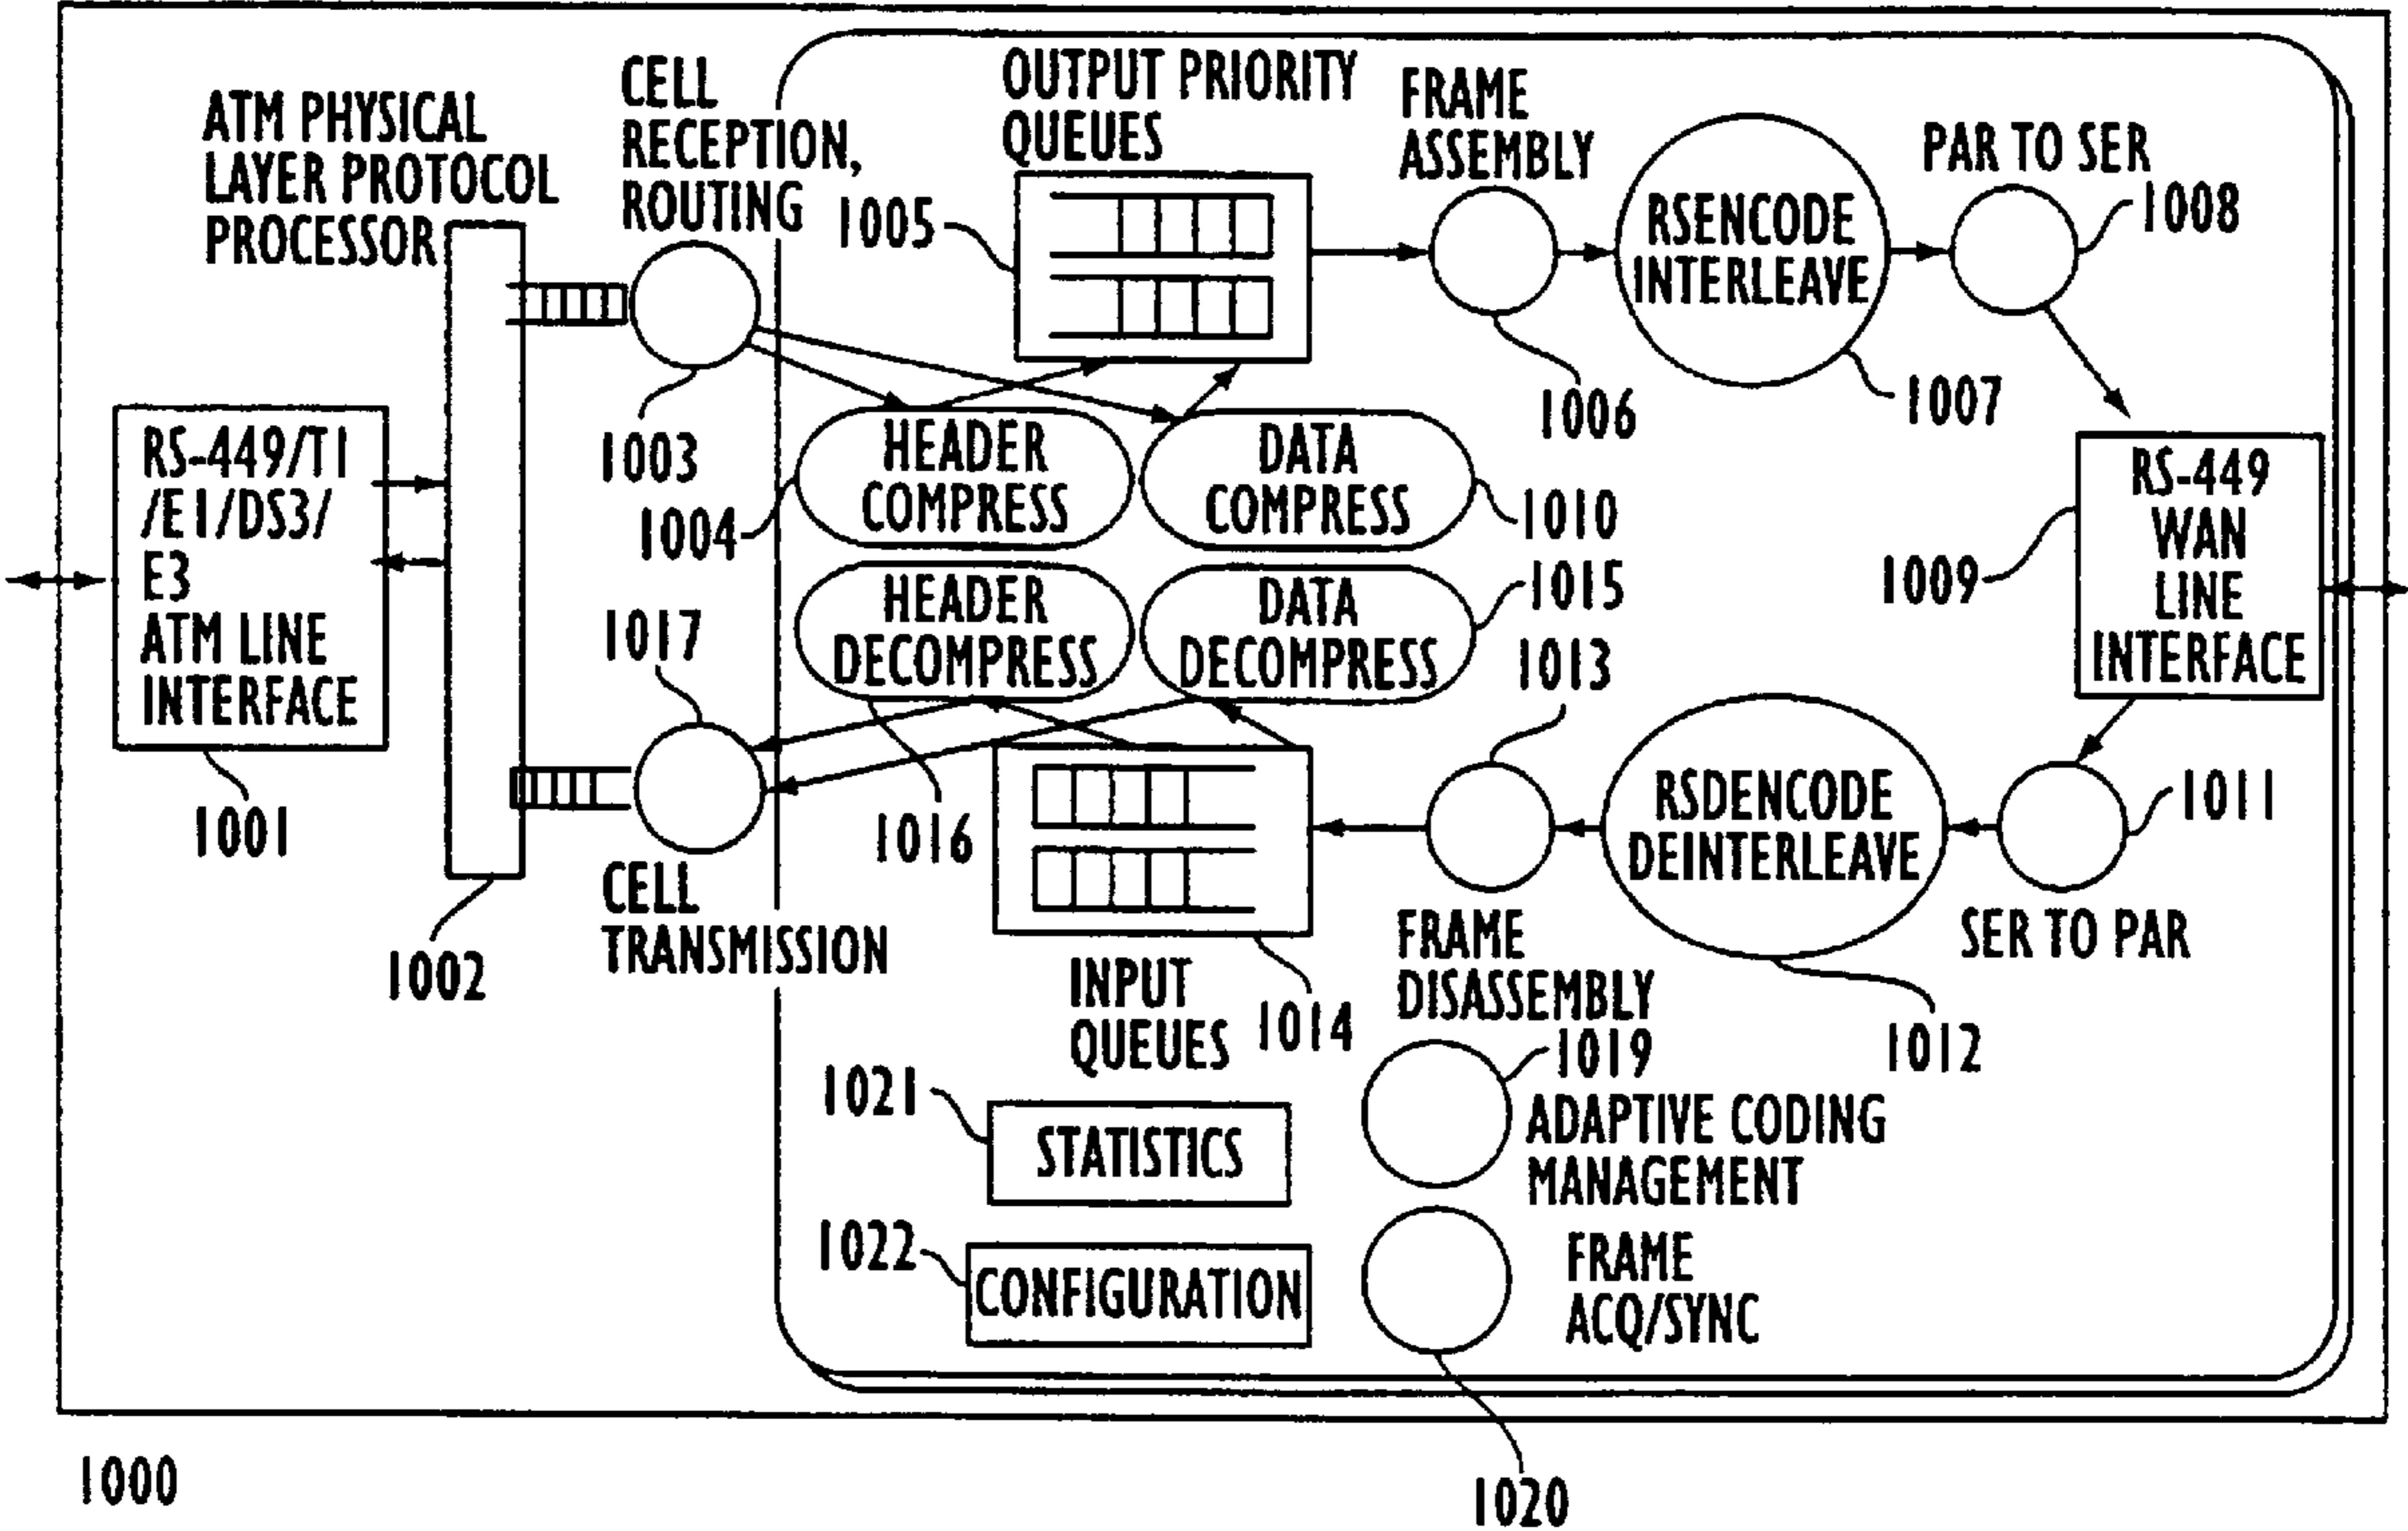 ATM PHYSICAL
LAYER PROTOCOL
PROCESSOR
CELL
RECEPTION,
ROUTING
OUTPUT PRIORITY
QUEUES
1005
FRAME
ASSEMBLY
RSENCODE
INTERLEAVE
PAR TO SER
1008
1003
1006
1007
RS-449/T1
/E1/DS3/
E3
ATM LINE
INTERFACE
1001
1002
HEADER
COMPRESS
1004
DATA
COMPRESS
1010
HEADER
DECOMPRESS
DATA
DECOMPRESS
1015
1009
RS-449
WAN
LINE
INTERFACE
1017
1013
1016
CELL
TRANSMISSION
INPUT
QUEUES
1014
FRAME
DISASSEMBLY
RSDENCODE
DEINTERLEAVE
1012
1011
SER TO PAR
1019
ADAPTIVE CODING
MANAGEMENT
1021
STATISTICS
1022
CONFIGURATION
FRAME
ACQ/SYNC
1020
1000